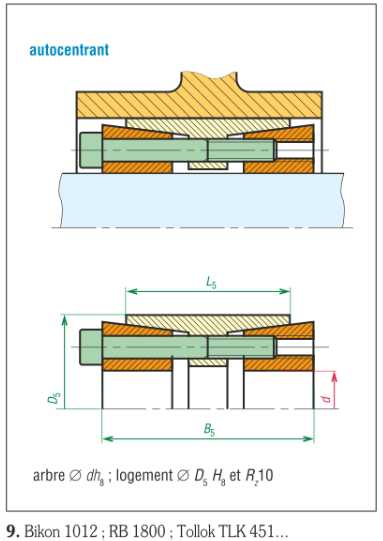 autocentrant
L5
D5
d
B5
arbre ∅ dh8 ; logement ∅ D5 H8 et Rz10
9. Bikon 1012 ; RB 1800 ; Tollok TLK 451...